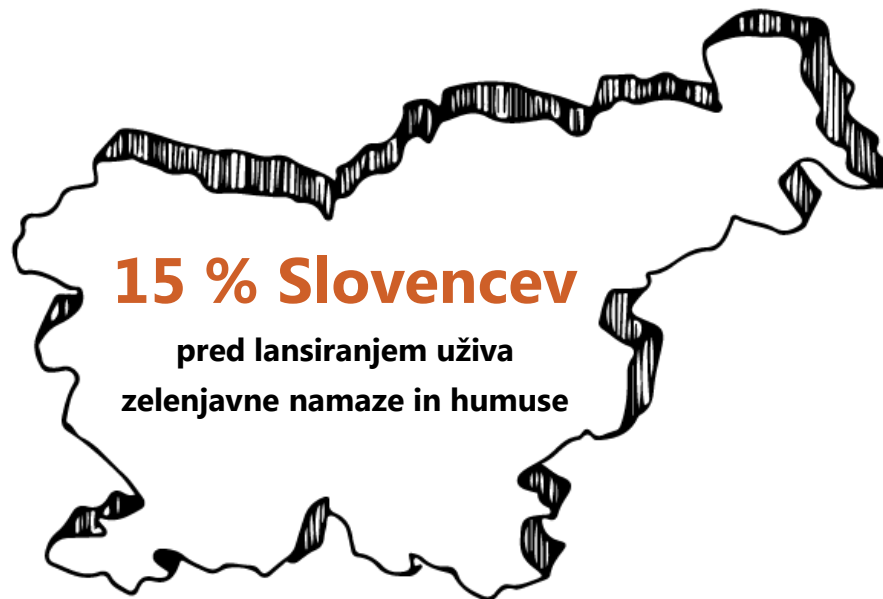 15 % Slovencev
pred lansiranjem uživa
zelenjavne namaze in humuse